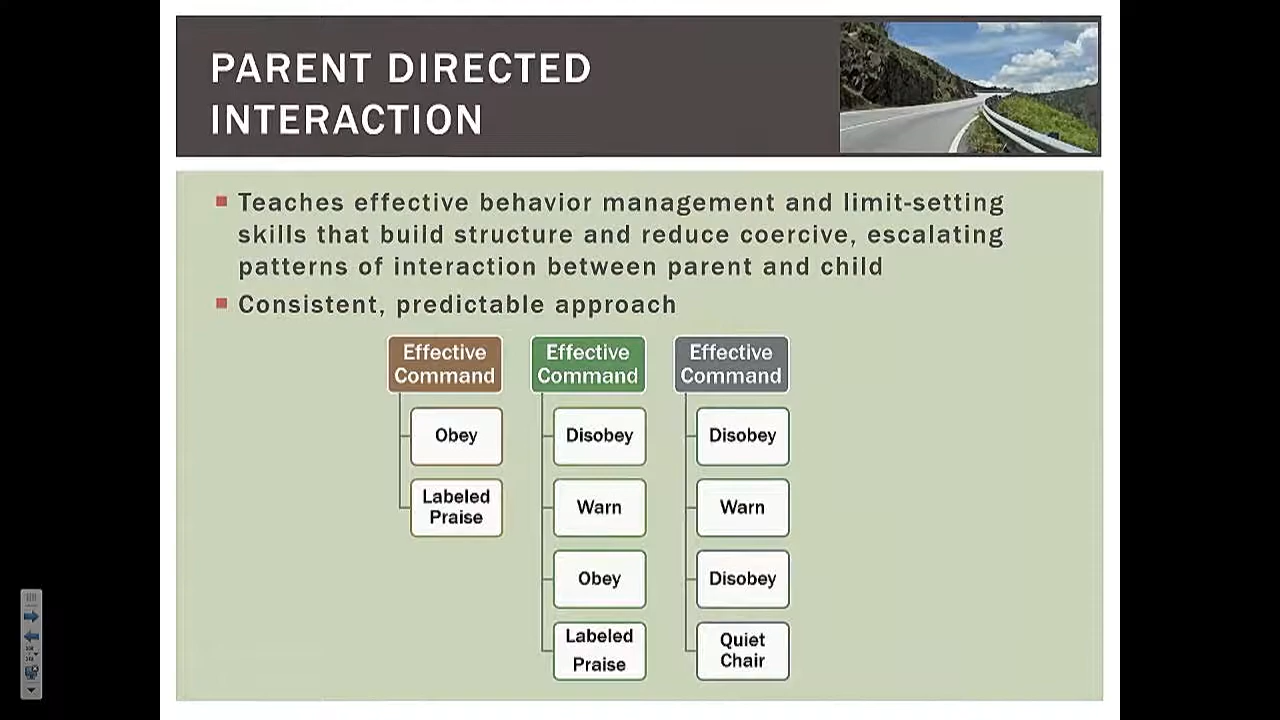 PARENT DIRECTED
INTERACTION
Teaches effective behavior management and limit-setting
skills that build structure and reduce coercive, escalating
patterns of interaction between parent and child
Consistent, predictable approach
Effective
Command
Obey
Labeled
Praise
Effective
Command
Disobey
Warn
Obey
Labeled
Praise
Effective
Command
Disobey
Warn
Disobey
Quiet
Chair